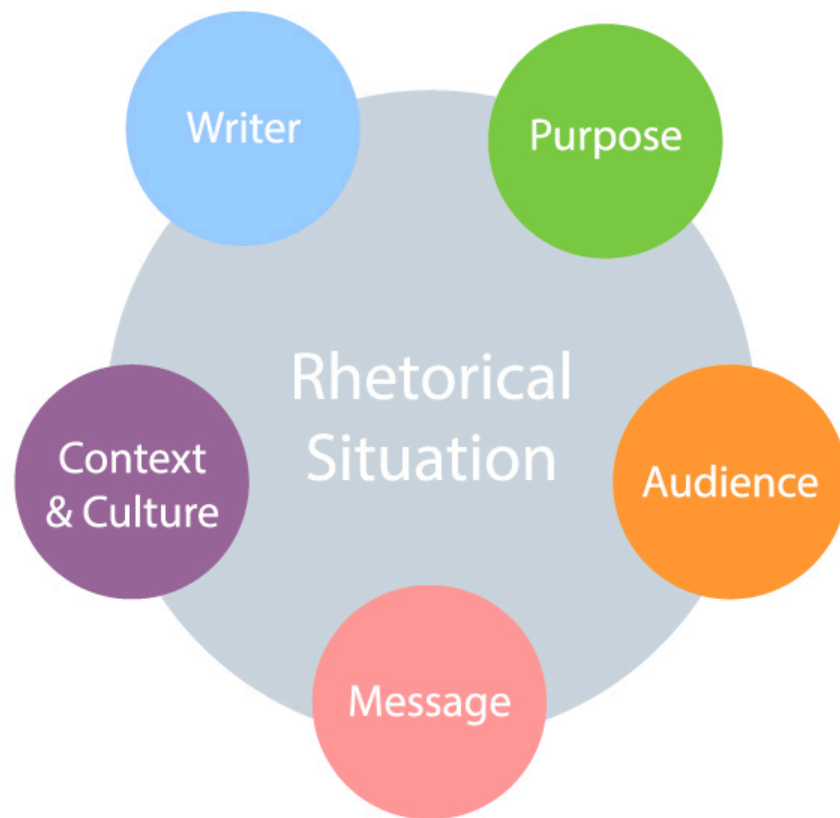 Writer
Purpose
Rhetorical
Situation
Context
& Culture
Audience
Message